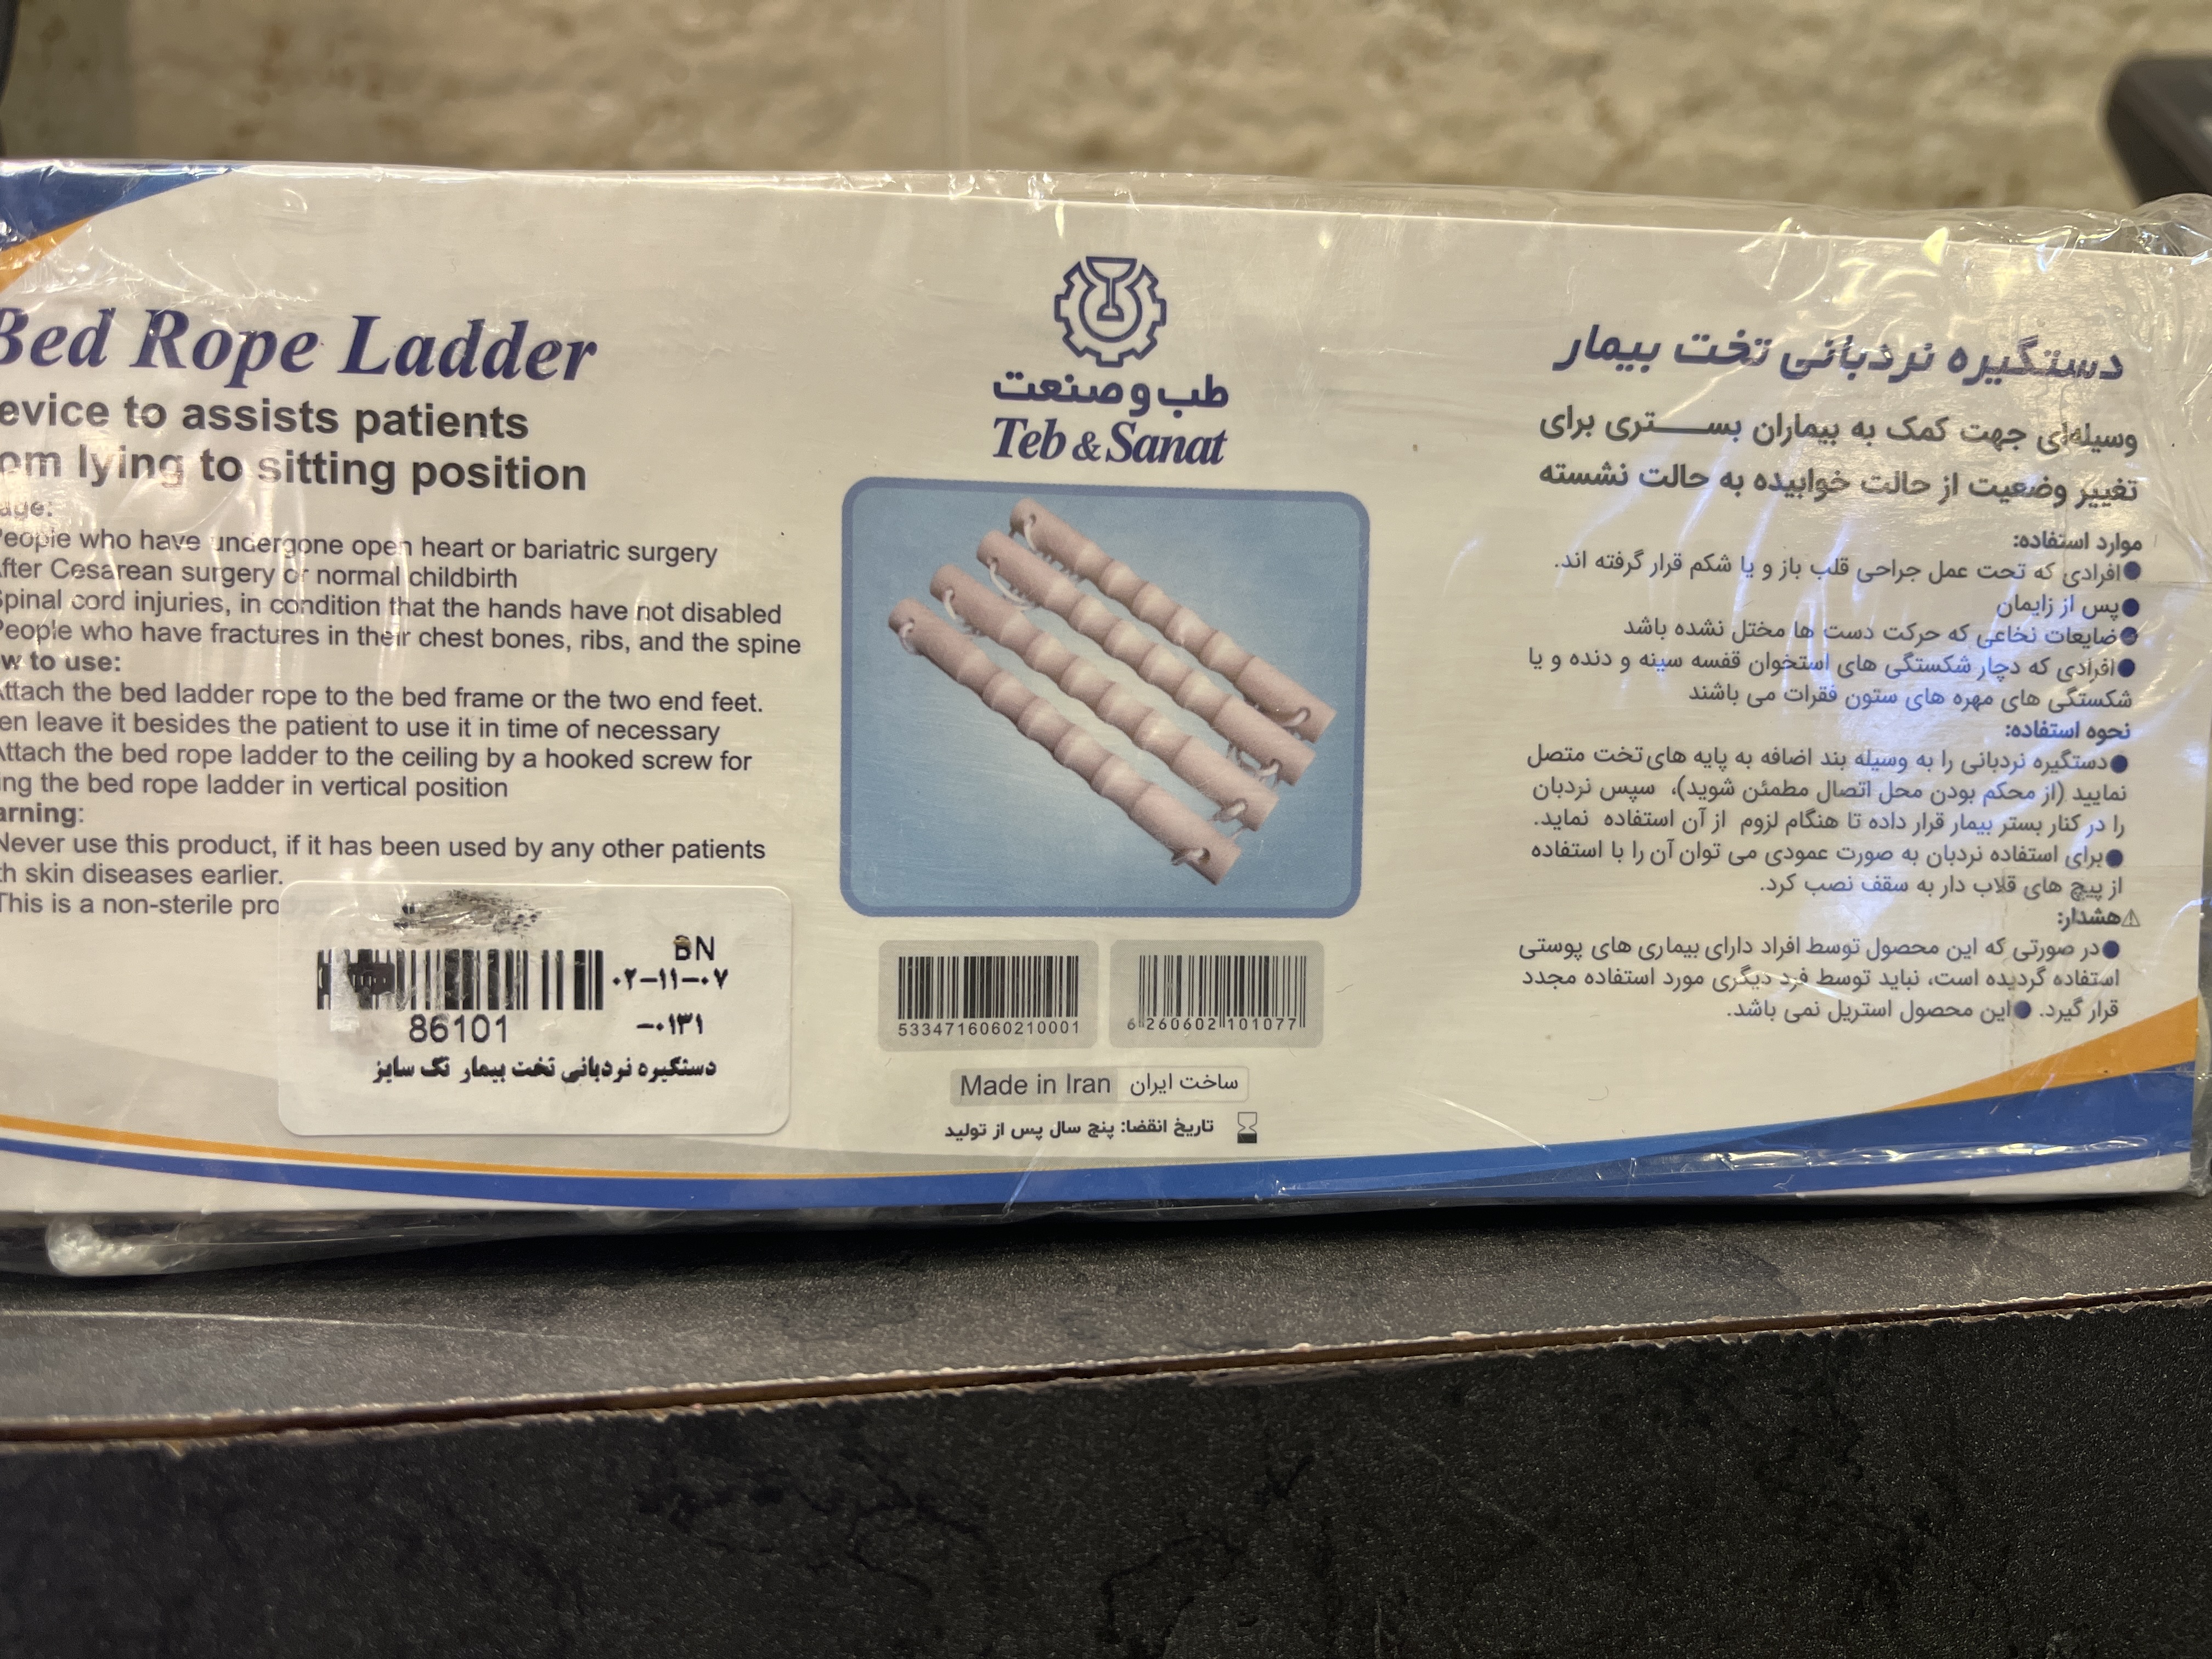 Bed Rope Ladder
evice to assists patients
om lying to sitting position
age:
People who have undergone open heart or bariatric surgery
After Cesarean surgery or normal childbirth
Spinal cord injuries, in condition that the hands have not disabled
People who have fractures in their chest bones, ribs, and the spine
w to use:
Attach the bed ladder rope to the bed frame or the two end feet.
en leave it besides the patient to use it in time of necessary
Attach the bed rope ladder to the ceiling by a hooked screw for
ing the bed rope ladder in vertical position
arning:
Never use this product, if it has been used by any other patients
th skin diseases earlier.
This is a non-sterile pro
BN
۰۲-۱۱-۰۷
-۰۱۳۱
86101
دستگیره نردبانی تخت بیمار تک سایز
طب و صنعت
Teb & Sanat
5334716060210001
6 260602 101077
Made in Iran ساخت ایران
تاریخ انقضا: پنج سال پس از تولید
دستگیره نردبانی تخت بیمار
وسیله‌ای جهت کمک به بیماران بستری برای
تغییر وضعیت از حالت خوابیده به حالت نشسته
موارد استفاده:
●افرادی که تحت عمل جراحی قلب باز و یا شکم قرار گرفته اند.
●پس از زایمان
●ضایعات نخاعی که حرکت دست ها مختل نشده باشد
●افرادی که دچار شکستگی های استخوان قفسه سینه و دنده و یا
شکستگی های مهره های ستون فقرات می باشند
نحوه استفاده:
●دستگیره نردبانی را به وسیله بند اضافه به پایه های تخت متصل
نمایید (از محکم بودن محل اتصال مطمئن شوید)، سپس نردبان
را در کنار بستر بیمار قرار داده تا هنگام لزوم از آن استفاده نماید.
●برای استفاده نردبان به صورت عمودی می توان آن را با استفاده
از پیچ های قلاب دار به سقف نصب کرد.
⚠هشدار:
●در صورتی که این محصول توسط افراد دارای بیماری های پوستی
استفاده گردیده است، نباید توسط فرد دیگری مورد استفاده مجدد
قرار گیرد. ●این محصول استریل نمی باشد.